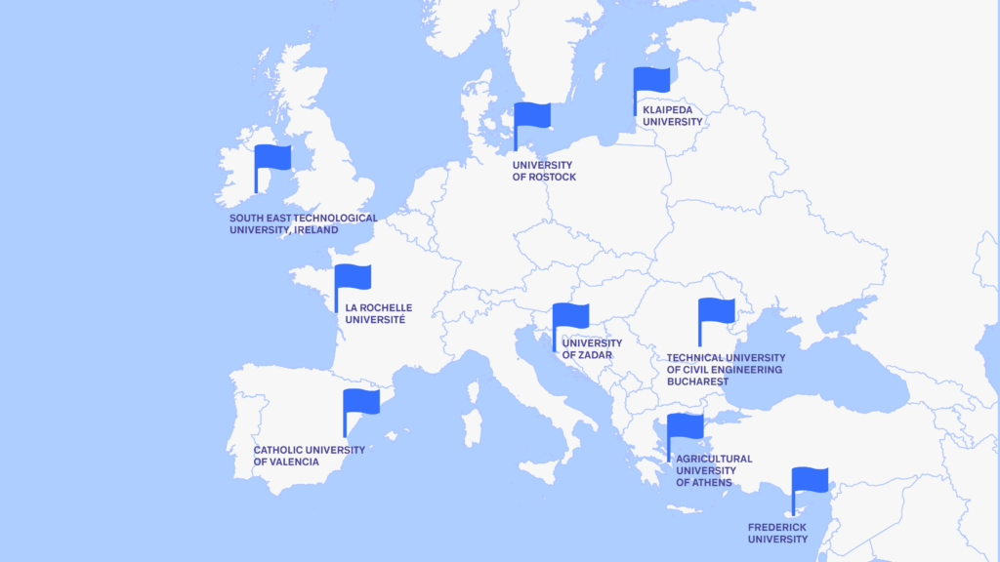 KLAIPEDA
UNIVERSITY
UNIVERSITY
OF ROSTOCK
SOUTH EAST TECHNOLOGICAL
UNIVERSITY, IRELAND
LA ROCHELLE
UNIVERSITÉ
UNIVERSITY
OF ZADAR
TECHNICAL UNIVERSITY
OF CIVIL ENGINEERING
BUCHAREST
CATHOLIC UNIVERSITY
OF VALENCIA
AGRICULTURAL
UNIVERSITY
OF ATHENS
FREDERICK
UNIVERSITY